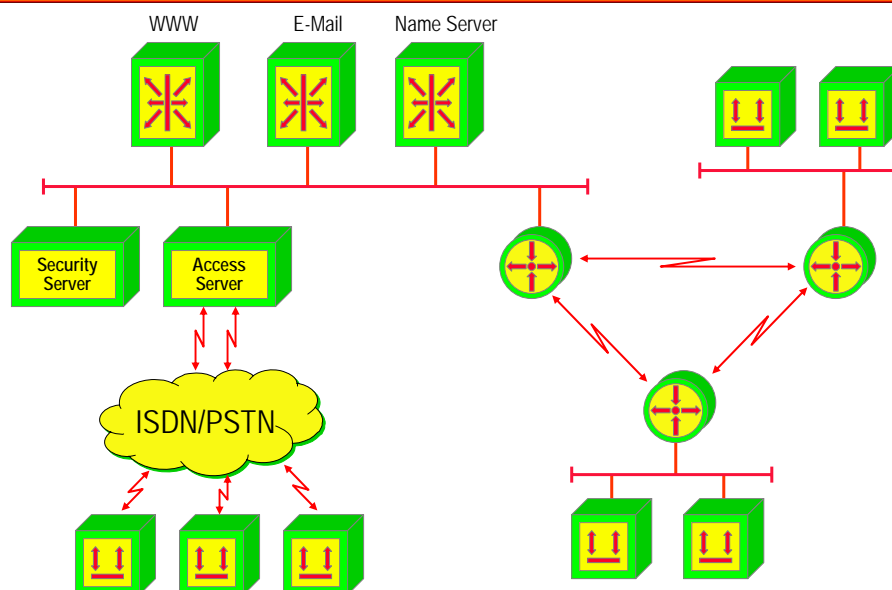 WWW
E-Mail
Name Server
Security
Server
Access
Server
ISDN/PSTN